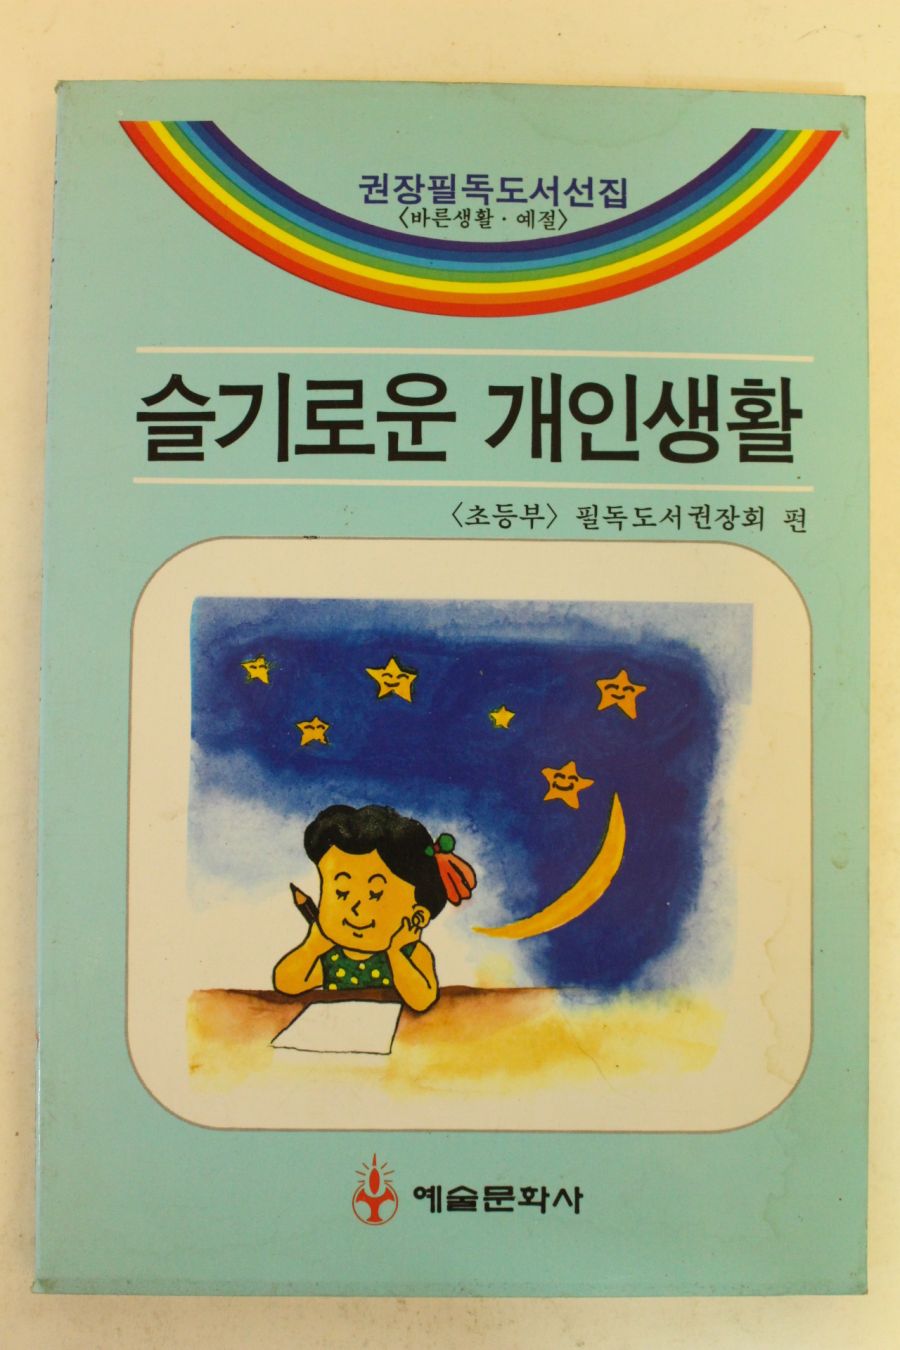 권장필독도서선집
〈바른생활·예절〉
슬기로운 개인생활
〈초등부〉 필독도서권장회 편
예술문화사